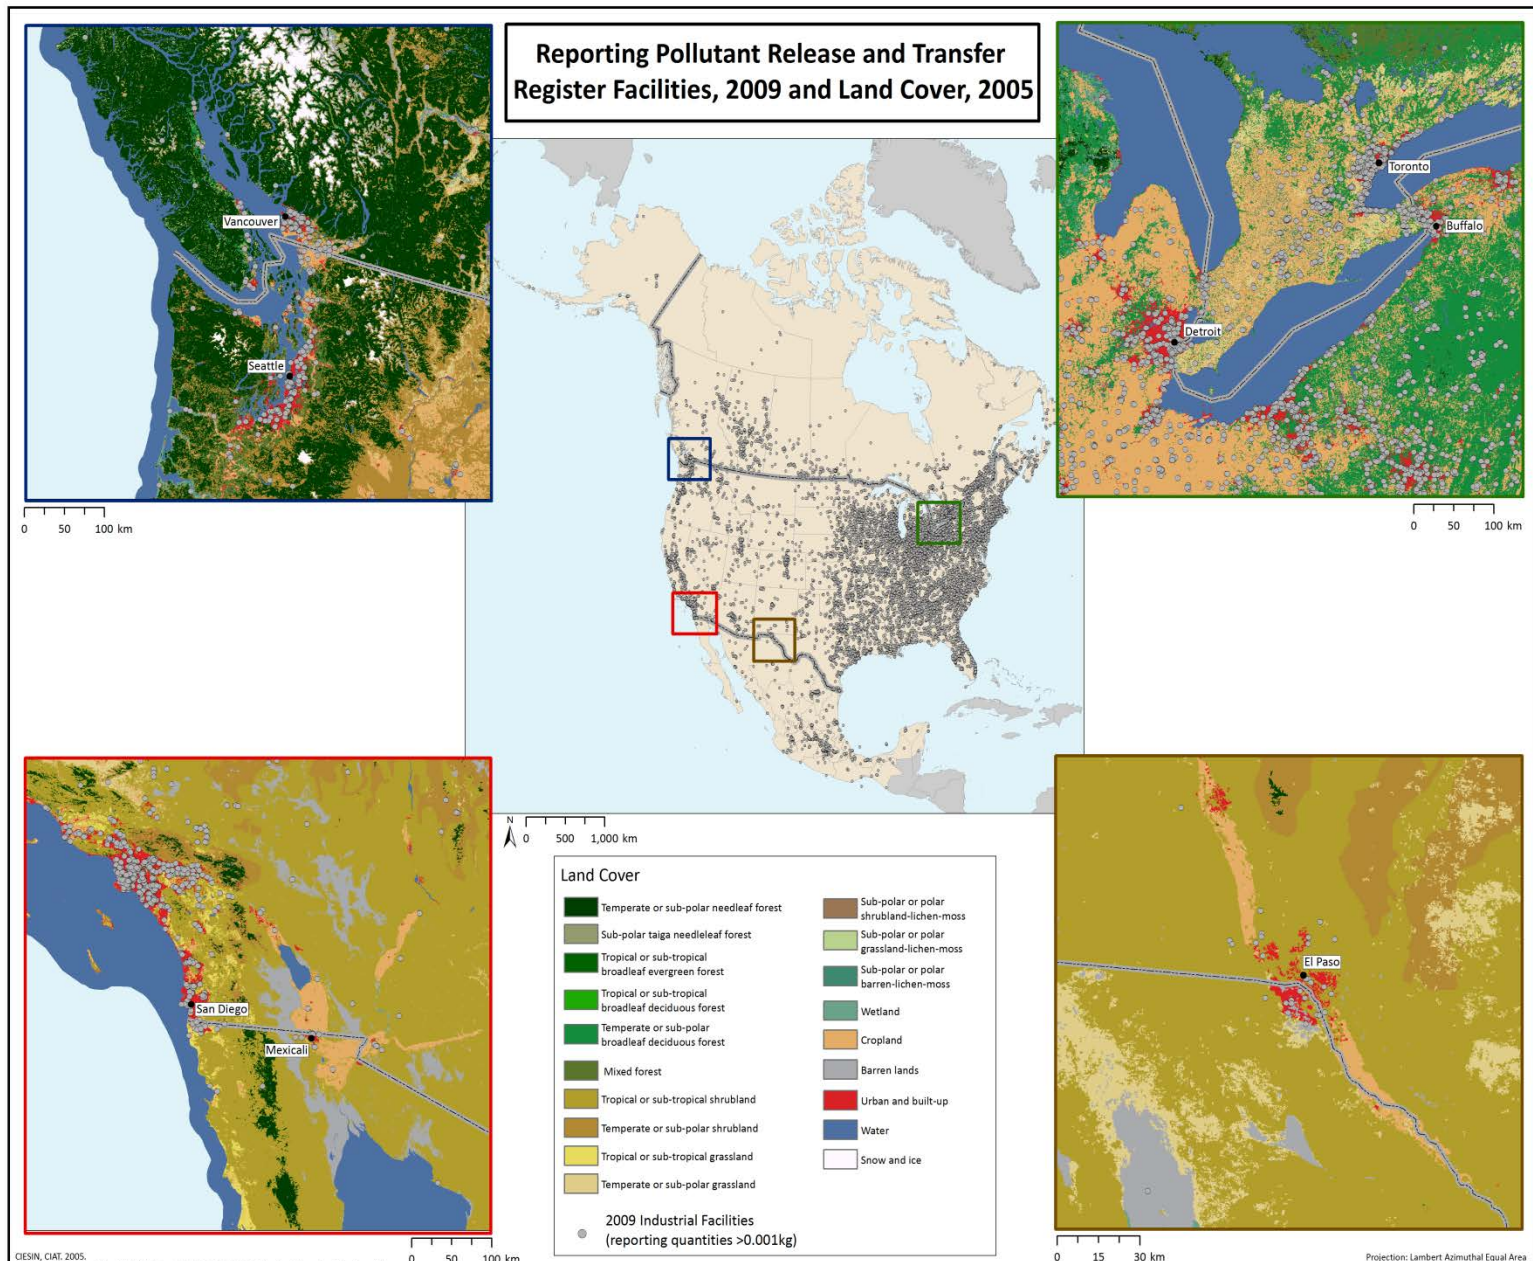 Reporting Pollutant Release and Transfer
Register Facilities, 2009 and Land Cover, 2005
Vancouver
Seattle
0 50 100 km
Toronto
Buffalo
Detroit
0 50 100 km
N
0 500 1,000 km
San Diego
Mexicali
0 50 100 km
CIESIN, CIAT. 2005.
Land Cover
Temperate or sub-polar needleaf forest
Sub-polar taiga needleleaf forest
Tropical or sub-tropical
broadleaf evergreen forest
Tropical or sub-tropical
broadleaf deciduous forest
Temperate or sub-polar
broadleaf deciduous forest
Mixed forest
Tropical or sub-tropical shrubland
Temperate or sub-polar shrubland
Tropical or sub-tropical grassland
Temperate or sub-polar grassland
Sub-polar or polar
shrubland-lichen-moss
Sub-polar or polar
grassland-lichen-moss
Sub-polar or polar
barren-lichen-moss
Wetland
Cropland
Barren lands
Urban and built-up
Water
Snow and ice
2009 Industrial Facilities
(reporting quantities >0.001kg)
El Paso
0 15 30 km
Projection: Lambert Azimuthal Equal Area